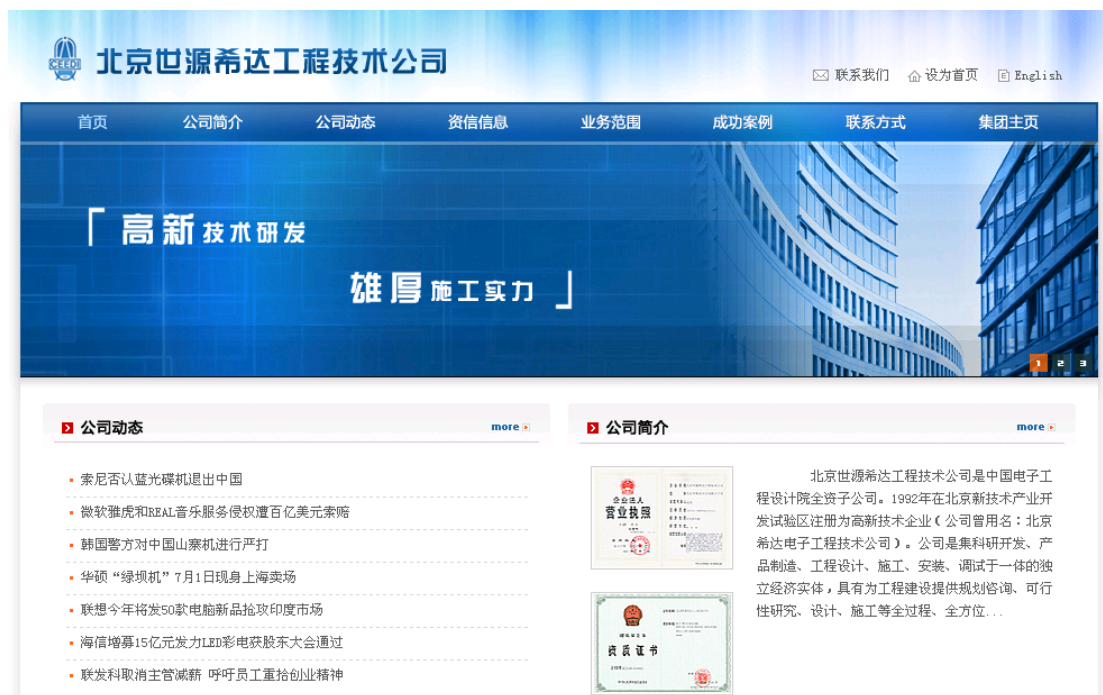 CEEDI
北京世源希达工程技术公司
联系我们 设为首页 English
首页 公司简介 公司动态 资信信息 业务范围 成功案例 联系方式 集团主页
「高新技术研发
雄厚施工实力」
1 2 3
公司动态 more
索尼否认蓝光碟机退出中国
微软雅虎和REAL音乐服务侵权遭百亿美元索赔
韩国警方对中国山寨机进行严打
华硕“绿坝机”7月1日现身上海卖场
联想今年将发50款电脑新品抢攻印度市场
海信增募15亿元发力LED彩电获股东大会通过
联发科取消主管减薪 呼吁员工重拾创业精神
公司简介 more
企业法人
营业执照
资质证书
北京世源希达工程技术公司是中国电子工
程设计院全资子公司。1992年在北京新技术产业开
发试验区注册为高新技术企业(公司曾用名：北京
希达电子工程技术公司)。公司是集科研开发、产
品制造、工程设计、施工、安装、调试于一体的独
立经济实体，具有为工程建设提供规划咨询、可行
性研究、设计、施工等全过程、全方位...